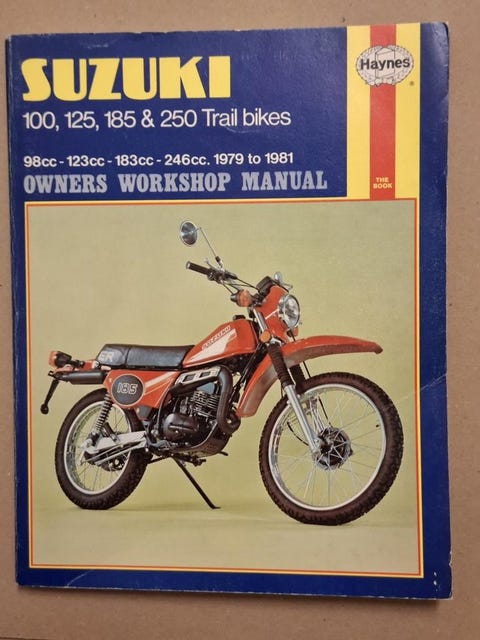 SUZUKI
Haynes
®
100, 125, 185 & 250 Trail bikes
98cc - 123cc - 183cc - 246cc. 1979 to 1981
OWNERS WORKSHOP MANUAL
THE
BOOK
SUZUKI
ER
185